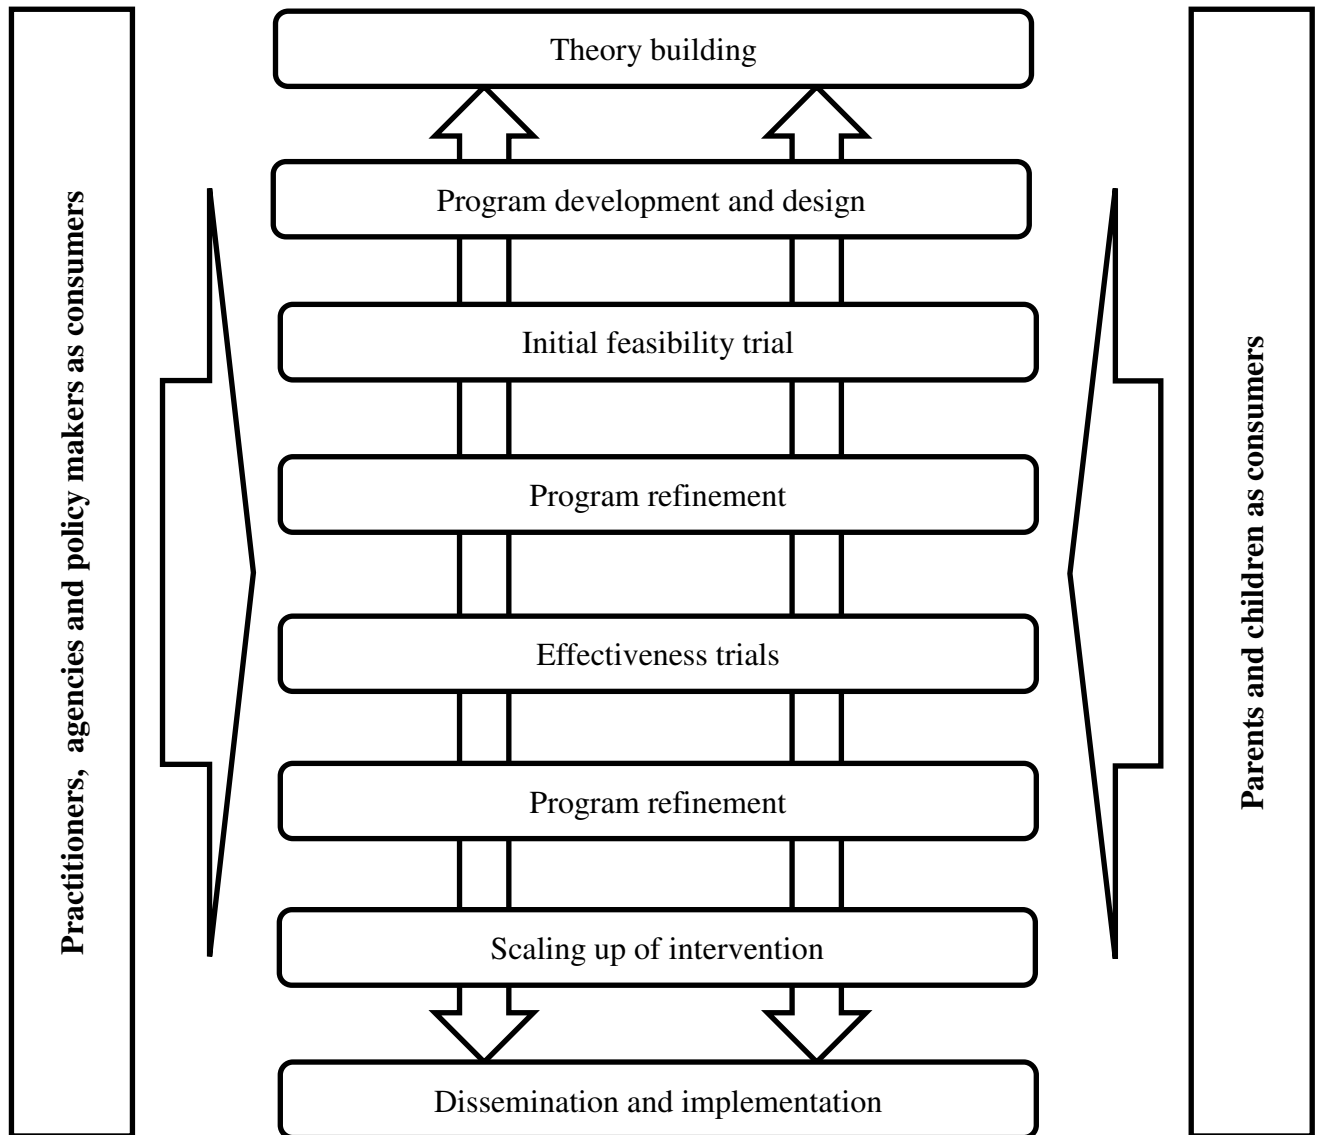 Practitioners,  agencies and policy makers as consumers
Theory building
Program development and design
Initial feasibility trial
Program refinement
Effectiveness trials
Program refinement
Scaling up of intervention
Dissemination and implementation
Parents and children as consumers